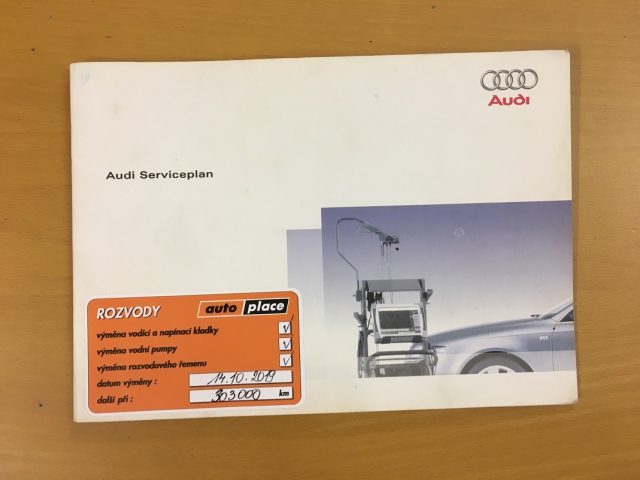 Audi
Audi Serviceplan
ROZVODY
auto place
výměna vodící a napínací kladky
výměna vodní pumpy
výměna rozvodového řemenu
datum výměny : 14.10.2019
další při : 303000 km